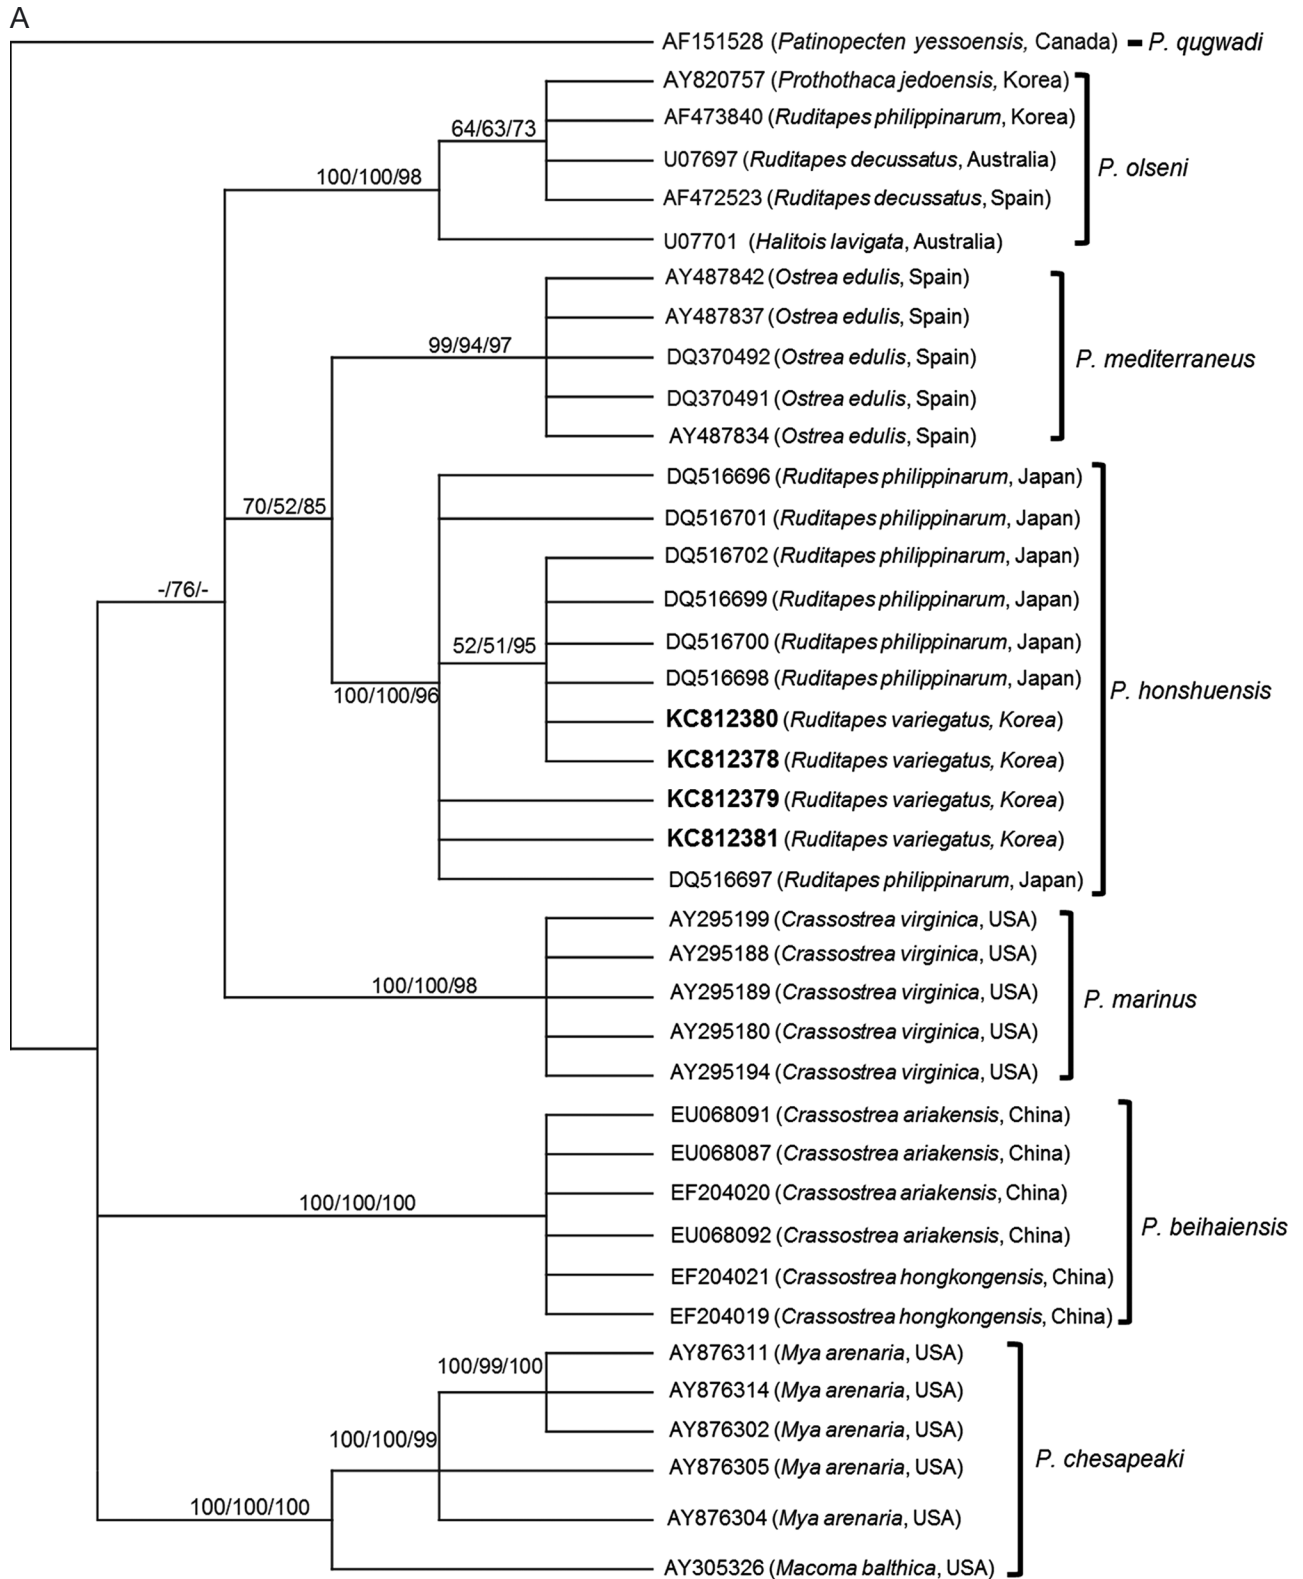 A
AF151528 (Patinopecten yessoensis, Canada) P. qugwadi
AY820757 (Prothothaca jedoensis, Korea)
64/63/73
AF473840 (Ruditapes philippinarum, Korea)
U07697 (Ruditapes decussatus, Australia)
P. olseni
100/100/98
AF472523 (Ruditapes decussatus, Spain)
U07701 (Halitois lavigata, Australia)
AY487842 (Ostrea edulis, Spain)
AY487837 (Ostrea edulis, Spain)
99/94/97
DQ370492 (Ostrea edulis, Spain)
P. mediterraneus
DQ370491 (Ostrea edulis, Spain)
AY487834 (Ostrea edulis, Spain)
DQ516696 (Ruditapes philippinarum, Japan)
70/52/85
DQ516701 (Ruditapes philippinarum, Japan)
DQ516702 (Ruditapes philippinarum, Japan)
-/76/-
DQ516699 (Ruditapes philippinarum, Japan)
52/51/95
DQ516700 (Ruditapes philippinarum, Japan)
DQ516698 (Ruditapes philippinarum, Japan)
100/100/96
P. honshuensis
KC812380 (Ruditapes variegatus, Korea)
KC812378 (Ruditapes variegatus, Korea)
KC812379 (Ruditapes variegatus, Korea)
KC812381 (Ruditapes variegatus, Korea)
DQ516697 (Ruditapes philippinarum, Japan)
AY295199 (Crassostrea virginica, USA)
AY295188 (Crassostrea virginica, USA)
100/100/98
AY295189 (Crassostrea virginica, USA)
P. marinus
AY295180 (Crassostrea virginica, USA)
AY295194 (Crassostrea virginica, USA)
EU068091 (Crassostrea ariakensis, China)
EU068087 (Crassostrea ariakensis, China)
100/100/100
EF204020 (Crassostrea ariakensis, China)
P. beihaiensis
EU068092 (Crassostrea ariakensis, China)
EF204021 (Crassostrea hongkongensis, China)
EF204019 (Crassostrea hongkongensis, China)
AY876311 (Mya arenaria, USA)
100/99/100
AY876314 (Mya arenaria, USA)
AY876302 (Mya arenaria, USA)
100/100/99
P. chesapeaki
AY876305 (Mya arenaria, USA)
100/100/100
AY876304 (Mya arenaria, USA)
AY305326 (Macoma balthica, USA)